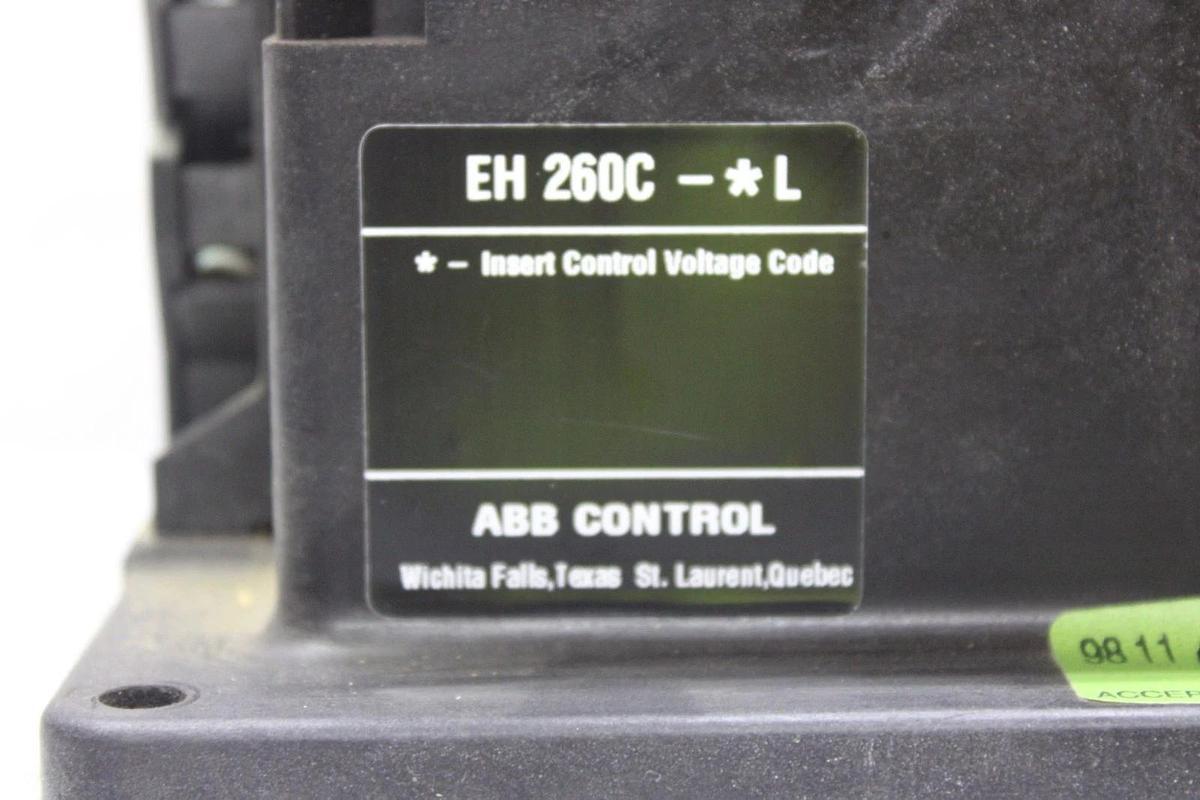 EH 260C – * L
* – Insert Control Voltage Code
ABB CONTROL
Wichita Falls,Texas St. Laurent,Quebec
98 11